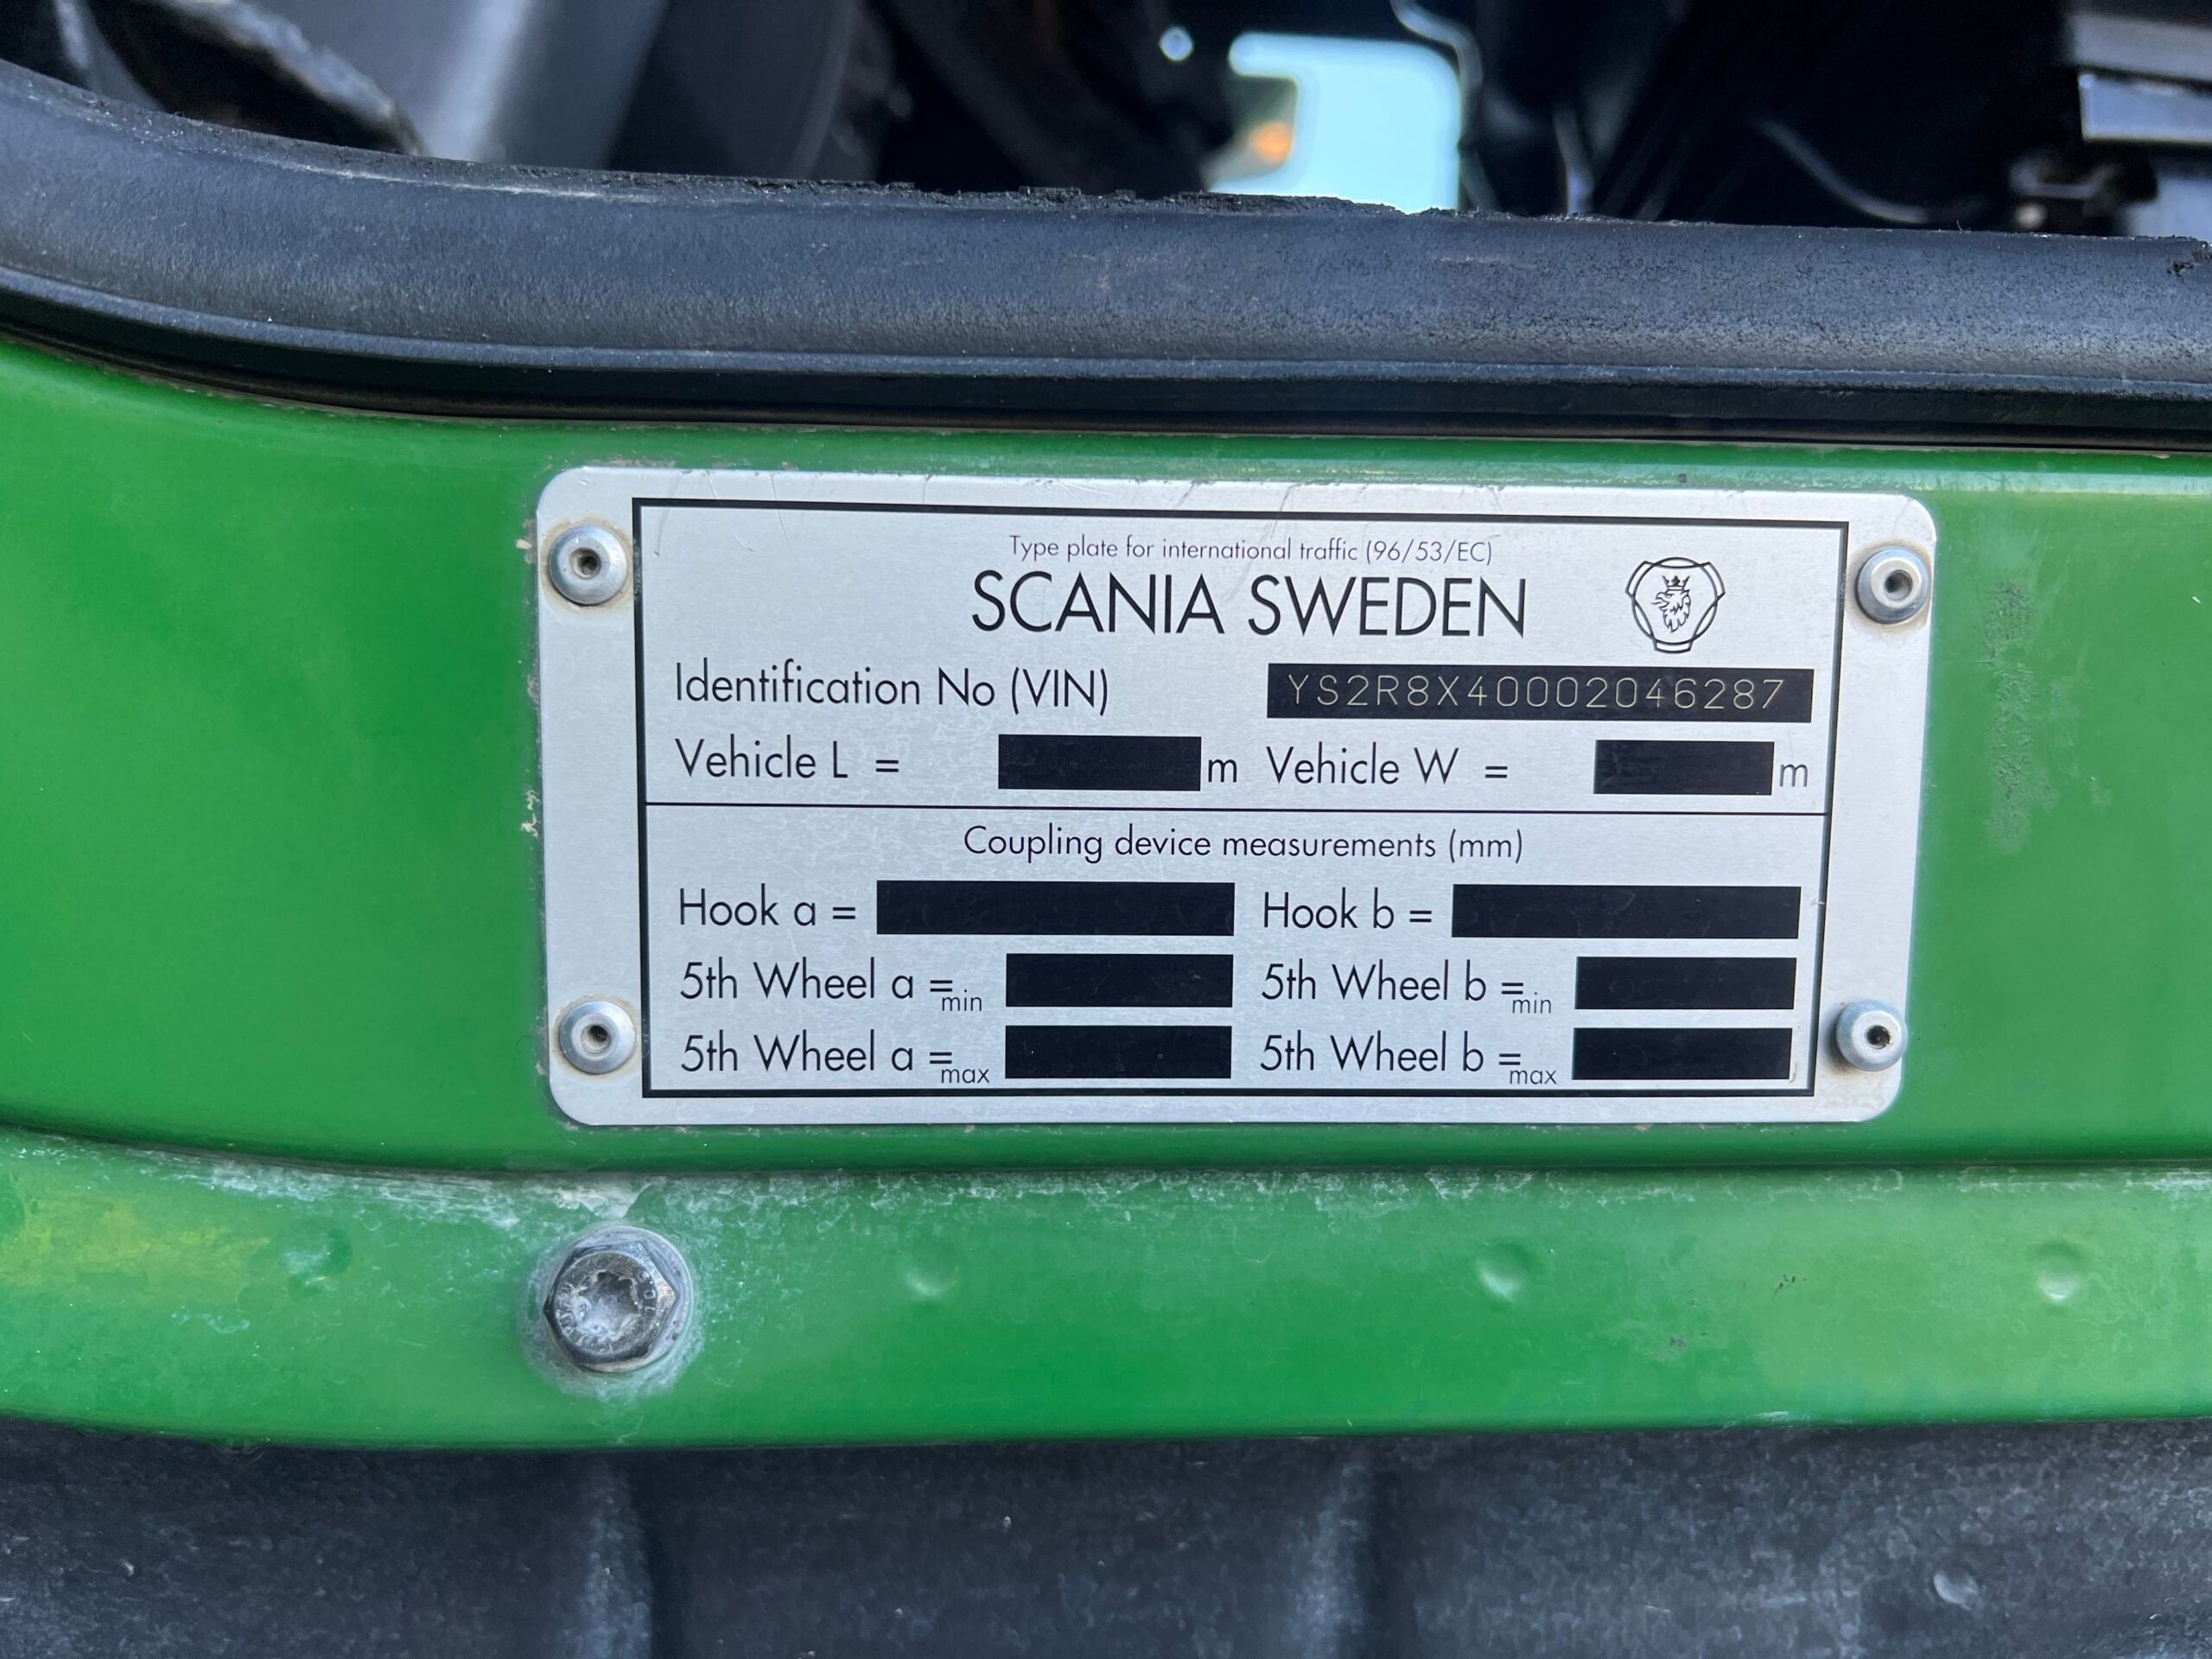 Type plate for international traffic (96/53/EC)
SCANIA SWEDEN
Identification No (VIN) YS2R8X40002046287
Vehicle L = m Vehicle W = m
Coupling device measurements (mm)
Hook a = Hook b =
5th Wheel a =min 5th Wheel b =min
5th Wheel a =max 5th Wheel b =max